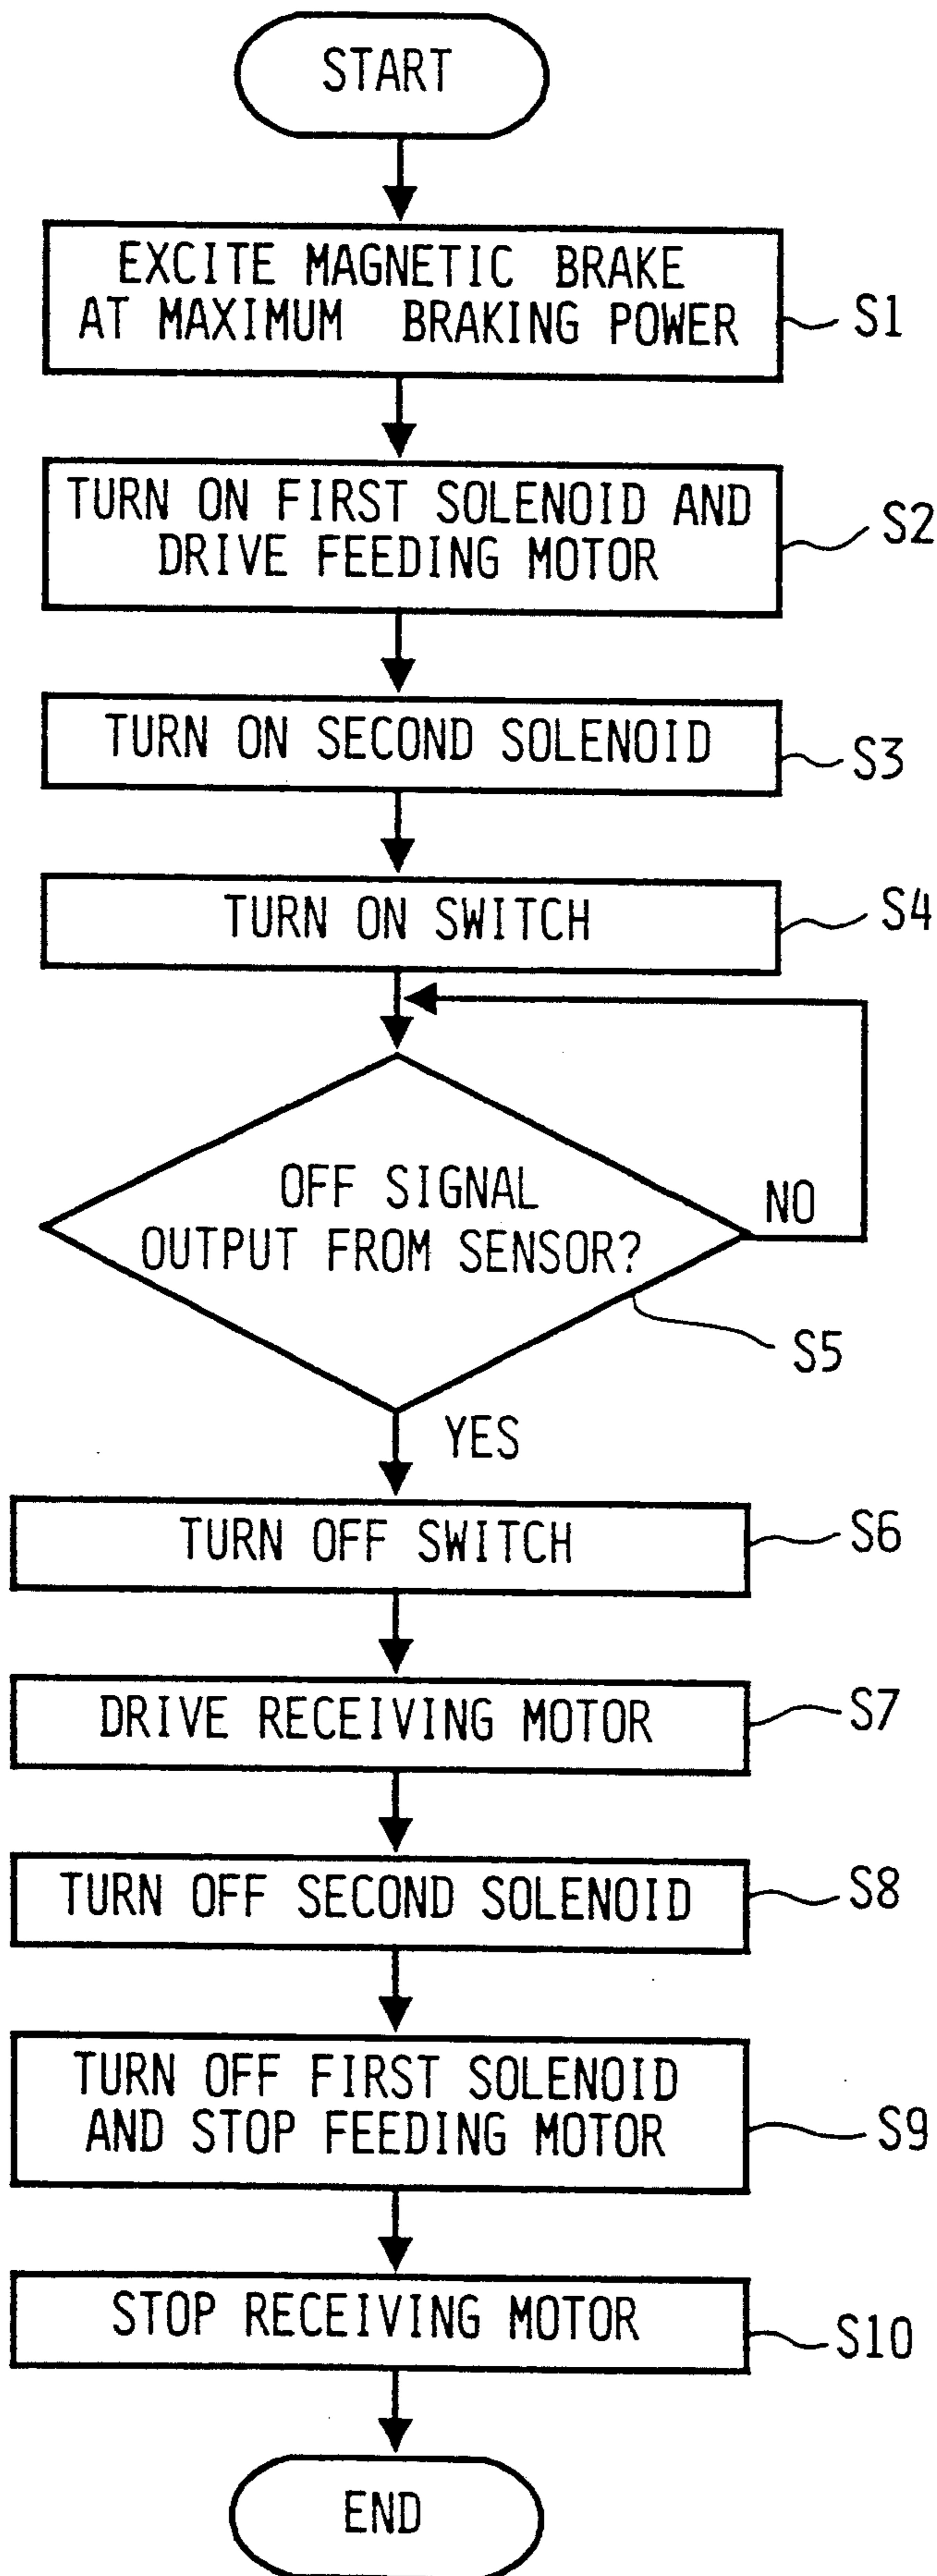 START
EXCITE MAGNETIC BRAKE
AT MAXIMUM BRAKING POWER
S1
TURN ON FIRST SOLENOID AND
DRIVE FEEDING MOTOR
S2
TURN ON SECOND SOLENOID
S3
TURN ON SWITCH
S4
OFF SIGNAL
OUTPUT FROM SENSOR?
NO
S5
YES
TURN OFF SWITCH
S6
DRIVE RECEIVING MOTOR
S7
TURN OFF SECOND SOLENOID
S8
TURN OFF FIRST SOLENOID
AND STOP FEEDING MOTOR
S9
STOP RECEIVING MOTOR
S10
END